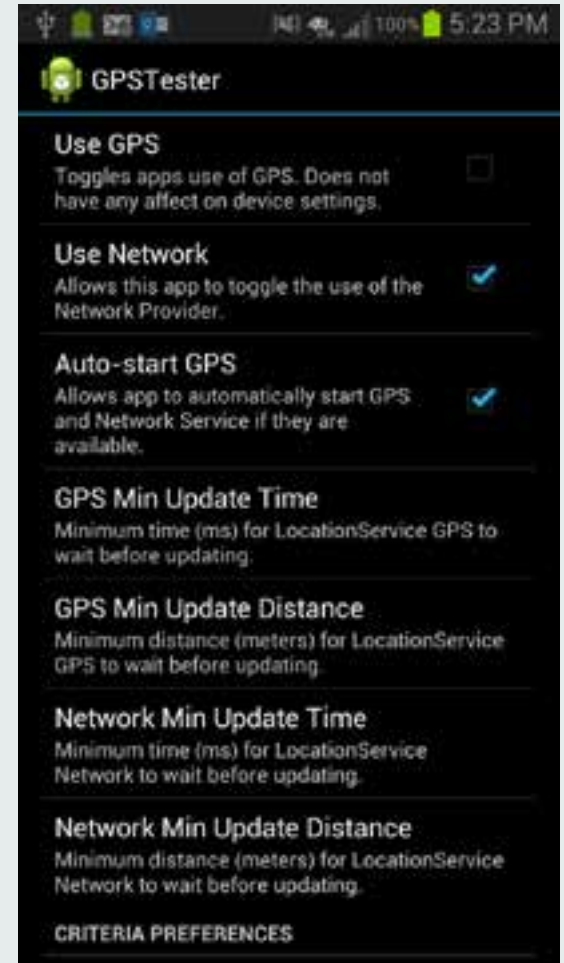 100% 5:23 PM
GPSTester
Use GPS
Toggles apps use of GPS. Does not
have any affect on device settings.
Use Network
Allows this app to toggle the use of the
Network Provider.
Auto-start GPS
Allows app to automatically start GPS
and Network Service if they are
available.
GPS Min Update Time
Minimum time (ms) for LocationService GPS to
wait before updating.
GPS Min Update Distance
Minimum distance (meters) for LocationService
GPS to wait before updating.
Network Min Update Time
Minimum time (ms) for LocationService
Network to wait before updating.
Network Min Update Distance
Minimum distance (meters) for LocationService
Network to wait before updating.
CRITERIA PREFERENCES